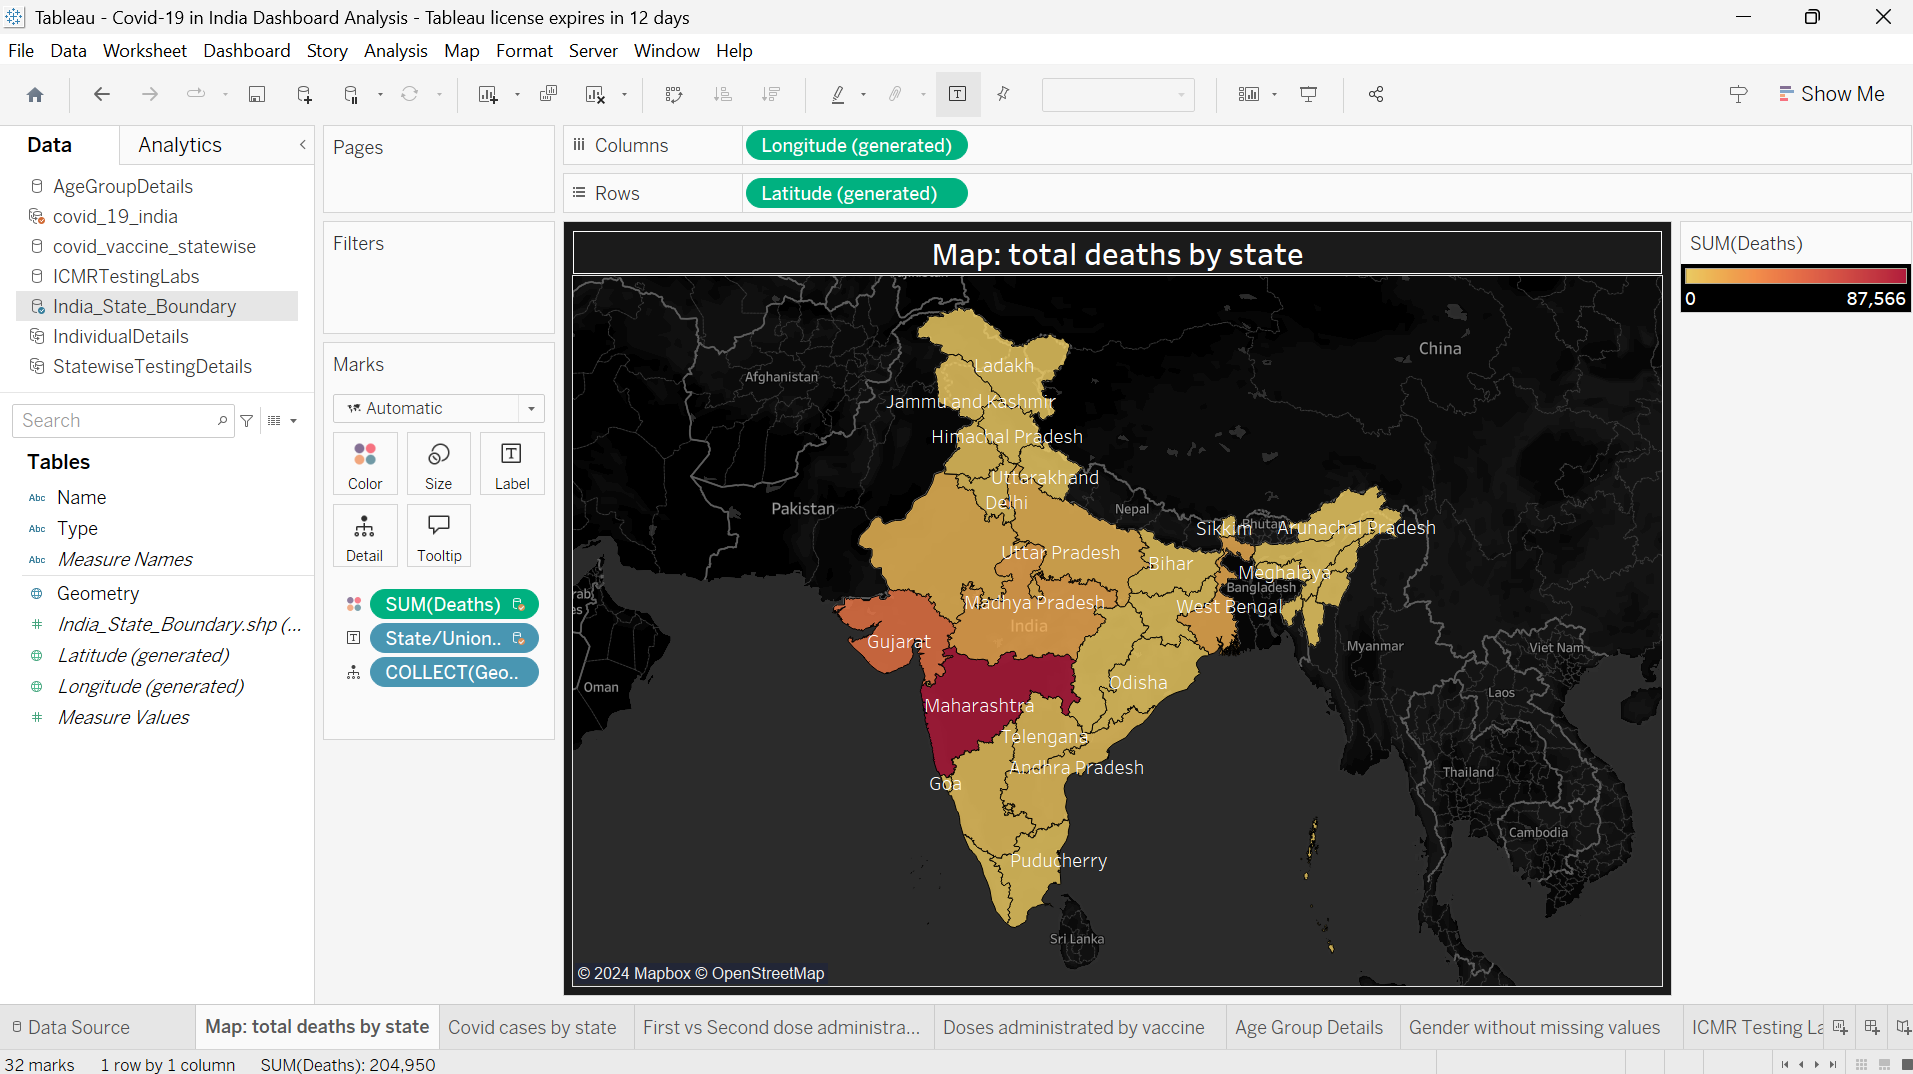 Tableau - Covid-19 in India Dashboard Analysis - Tableau license expires in 12 days
File Data Worksheet Dashboard Story Analysis Map Format Server Window Help
Show Me
Data Analytics
AgeGroupDetails
covid_19_india
covid_vaccine_statewise
ICMRTestingLabs
India_State_Boundary
IndividualDetails
StatewiseTestingDetails
Search
Tables
Abc Name
Abc Type
Abc Measure Names
Geometry
India_State_Boundary.shp (...
Latitude (generated)
Longitude (generated)
Measure Values
Pages
Filters
Marks
Automatic
Color Size Label
Detail Tooltip
SUM(Deaths)
State/Union..
COLLECT(Geo..
Columns Longitude (generated)
Rows Latitude (generated)
Map: total deaths by state
China
Afghanistan
Ladakh
Jammu and Kashmir
Himachal Pradesh
Uttarakhand
Delhi
Pakistan
Nepal
Sikkim
Arunachal Pradesh
Uttar Pradesh
Bihar
Meghalaya
Bangladesh
Madhya Pradesh
West Bengal
India
Gujarat
Myanmar
Viet Nam
Oman
Odisha
Laos
Maharashtra
Telengana
Andhra Pradesh
Thailand
Goa
Cambodia
Puducherry
Sri Lanka
© 2024 Mapbox © OpenStreetMap
SUM(Deaths)
0 87,566
Data Source Map: total deaths by state Covid cases by state First vs Second dose administra... Doses administrated by vaccine Age Group Details Gender without missing values ICMR Testing La
32 marks 1 row by 1 column SUM(Deaths): 204,950